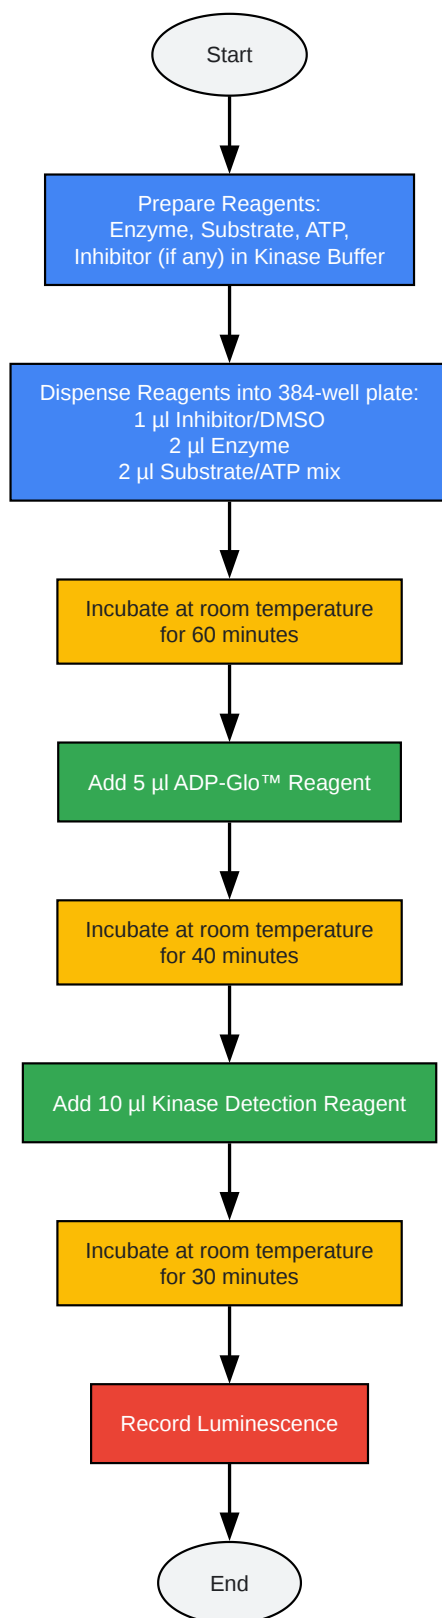 Start
Prepare Reagents:
Enzyme, Substrate, ATP,
Inhibitor (if any) in Kinase Buffer
Dispense Reagents into 384-well plate:
1 µl Inhibitor/DMSO
2 µl Enzyme
2 µl Substrate/ATP mix
Incubate at room temperature
for 60 minutes
Add 5 µl ADP-Glo™ Reagent
Incubate at room temperature
for 40 minutes
Add 10 µl Kinase Detection Reagent
Incubate at room temperature
for 30 minutes
Record Luminescence
End